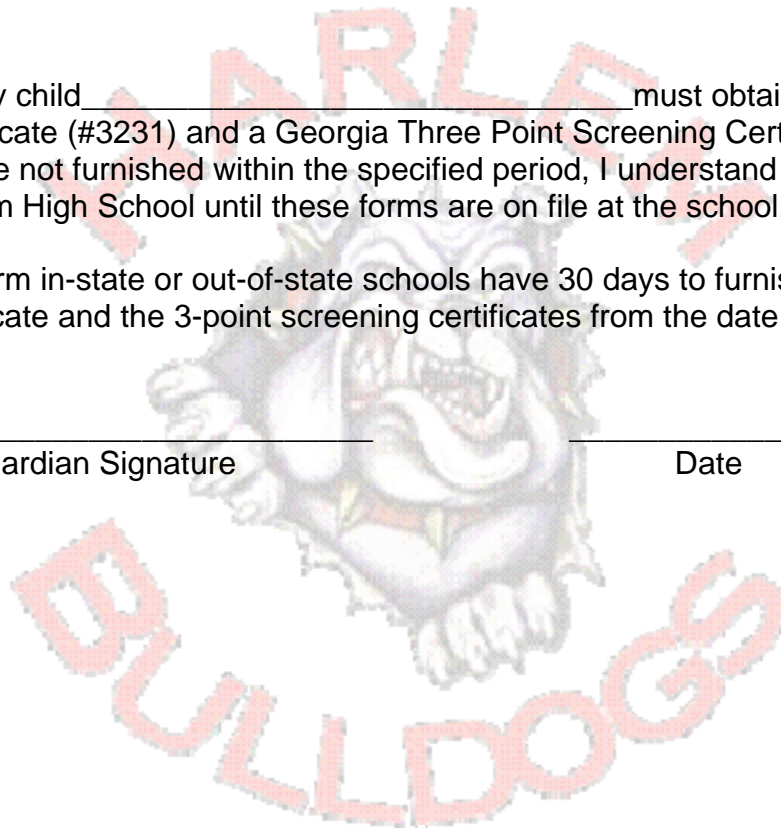 HARLEM
y child_______________________________must obtai
cate (#3231) and a Georgia Three Point Screening Cert
e not furnished within the specified period, I understand
m High School until these forms are on file at the school
rm in-state or out-of-state schools have 30 days to furnis
cate and the 3-point screening certificates from the date
ardian Signature Date
BULLDOGS